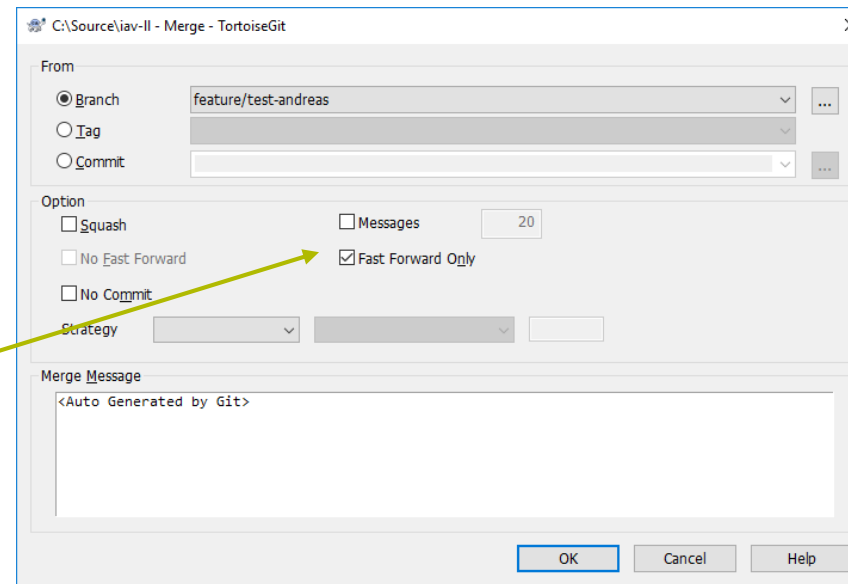 C:\Source\iav-II - Merge - TortoiseGit
From
Branch feature/test-andreas ...
Tag
Commit ...
Option
Squash Messages 20
No Fast Forward Fast Forward Only
No Commit
Strategy
Merge Message
<Auto Generated by Git>
OK Cancel Help